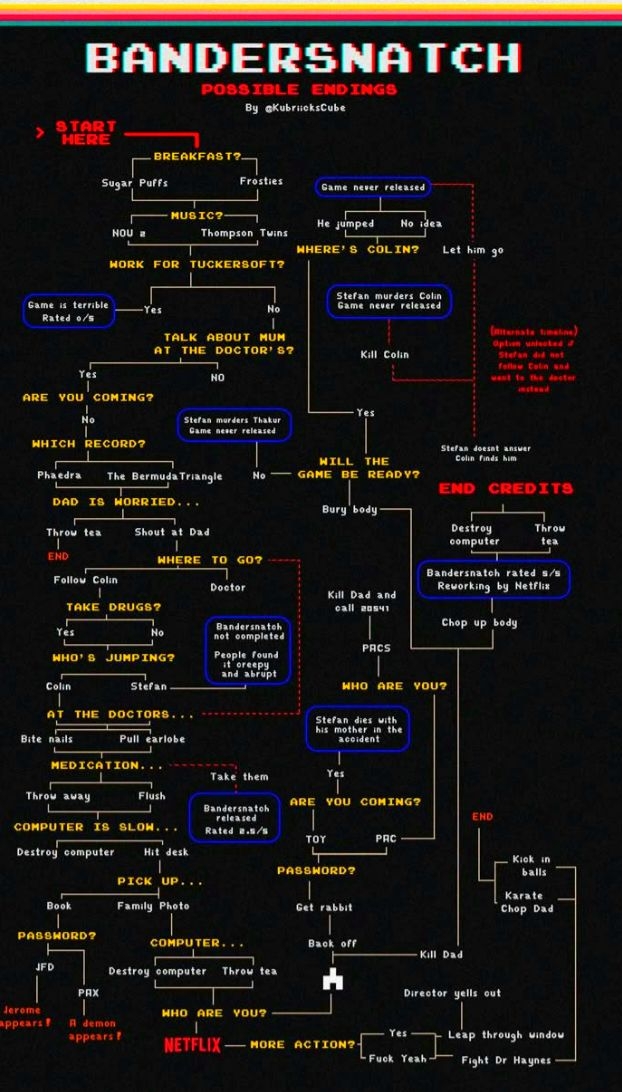 BANDERSNATCH
POSSIBLE ENDINGS
By @KubriicksCube
> START
HERE
BREAKFAST?
Sugar Puffs
Frosties
MUSIC?
NOU 2
Thompson Twins
WORK FOR TUCKERSOFT?
Game is terrible
Rated 0/5
Yes
No
TALK ABOUT MUM
AT THE DOCTOR'S?
Yes
NO
ARE YOU COMING?
No
WHICH RECORD?
Phaedra
The BermudaTriangle
DAD IS WORRIED...
Throw tea
Shout at Dad
END
WHERE TO GO?
Follow Colin
Doctor
TAKE DRUGS?
Yes
No
Bandersnatch
not completed
People found
it creepy
and abrupt
WHO'S JUMPING?
Colin
Stefan
AT THE DOCTORS...
Bite nails
Pull earlobe
MEDICATION...
Take them
Throw away
Flush
Bandersnatch
released
Rated 2.5/5
COMPUTER IS SLOW...
Destroy computer
Hit desk
PICK UP...
Book
Family Photo
PASSWORD?
JFD
PAX
Jerome
appears!
A demon
appears!
COMPUTER...
Destroy computer
Throw tea
WHO ARE YOU?
NETFLIX
MORE ACTION?
Yes
Fuck Yeah
Leap through window
Fight Dr Haynes
Director yells out
Kick in
balls
Karate
Chop Dad
END
Game never released
He jumped
No idea
WHERE'S COLIN?
Let him go
Stefan murders Colin
Game never released
Kill Colin
(Alternate timeline)
Option unlocked if
Stefan did not
follow Colin and
went to the doctor
instead
Stefan murders Thakur
Game never released
No
Yes
WILL THE
GAME BE READY?
Bury body
Stefan doesnt answer
Colin finds him
END CREDITS
Destroy
computer
Throw
tea
Bandersnatch rated 5/5
Reworking by Netflix
Chop up body
Kill Dad and
call 20541
PACS
WHO ARE YOU?
Stefan dies with
his mother in the
accident
Yes
ARE YOU COMING?
TOY
PAC
PASSWORD?
Get rabbit
Back off
Kill Dad